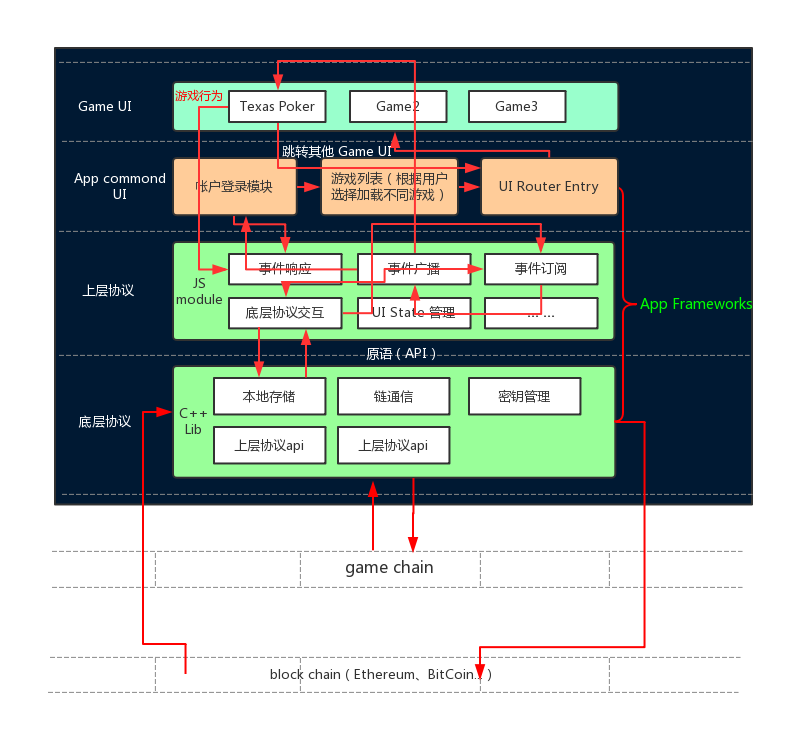 游戏行为
Game UI
Texas Poker
Game2
Game3
跳转其他 Game UI
App commond
UI
帐户登录模块
游戏列表（根据用户
选择加载不同游戏）
UI Router Entry
上层协议
JS
module
事件响应
事件广播
事件订阅
底层协议交互
UI State 管理
... ...
App Frameworks
原语（API）
底层协议
C++
Lib
本地存储
链通信
密钥管理
上层协议api
上层协议api
game chain
block chain（Ethereum、BitCoin...）